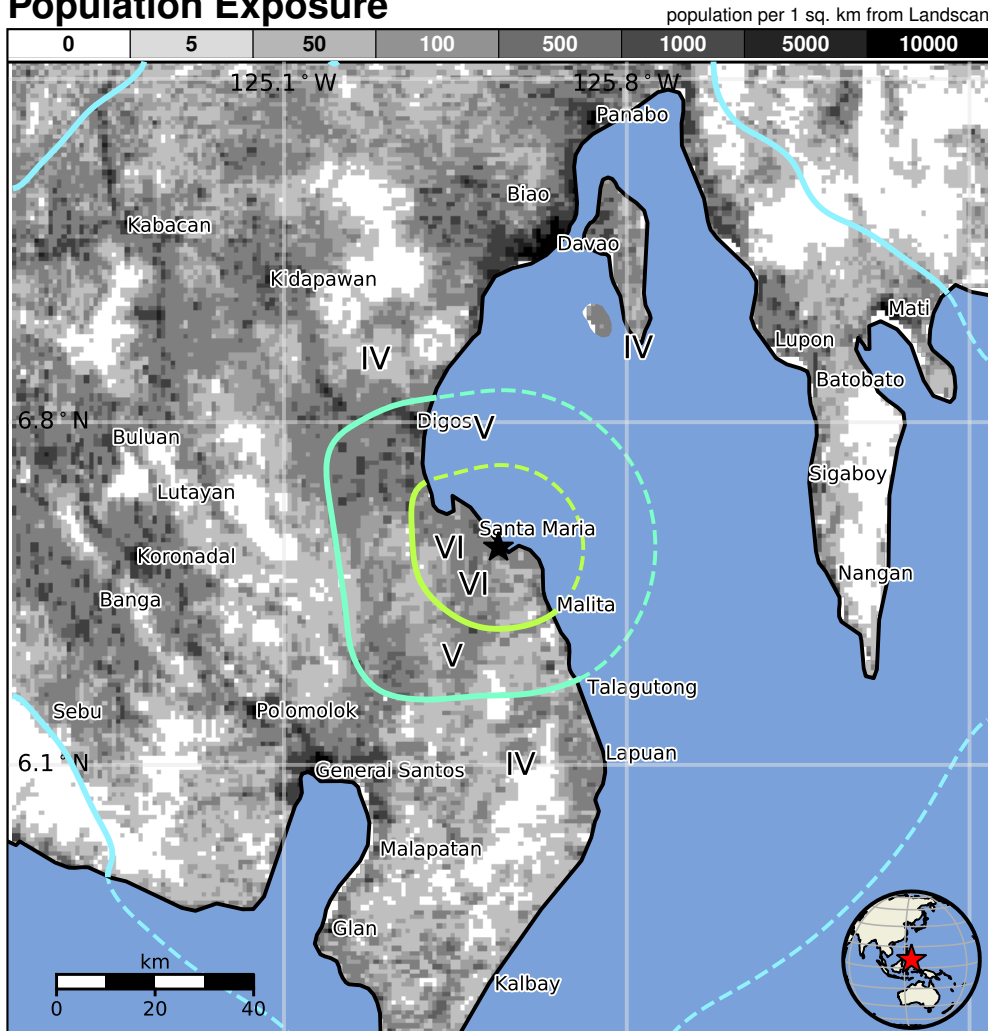 Population Exposure
population per 1 sq. km from Landscan
0 5 50 100 500 1000 5000 10000
125.1°W 125.8°W
Panabo
Biao
Kabacan
Davao
Kidapawan
Mati
Lupon
IV
IV
Batobato
6.8°N
Digos
V
Buluan
Sigaboy
Lutayan
Santa Maria
VI
Koronadal
Nangan
VI
Banga
Malita
V
Talagutong
Sebu
Polomolok
Lapuan
6.1°N
IV
General Santos
Malapatan
Glan
km
Kalbay
0 20 40